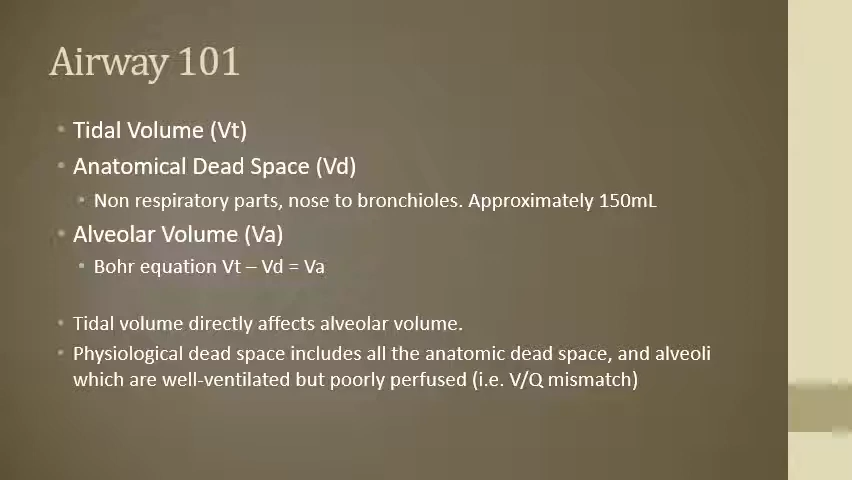 Airway 101
• Tidal Volume (Vt)
• Anatomical Dead Space (Vd)
• Non respiratory parts, nose to bronchioles. Approximately 150mL
• Alveolar Volume (Va)
• Bohr equation Vt – Vd = Va
• Tidal volume directly affects alveolar volume.
• Physiological dead space includes all the anatomic dead space, and alveoli
which are well-ventilated but poorly perfused (i.e. V/Q mismatch)